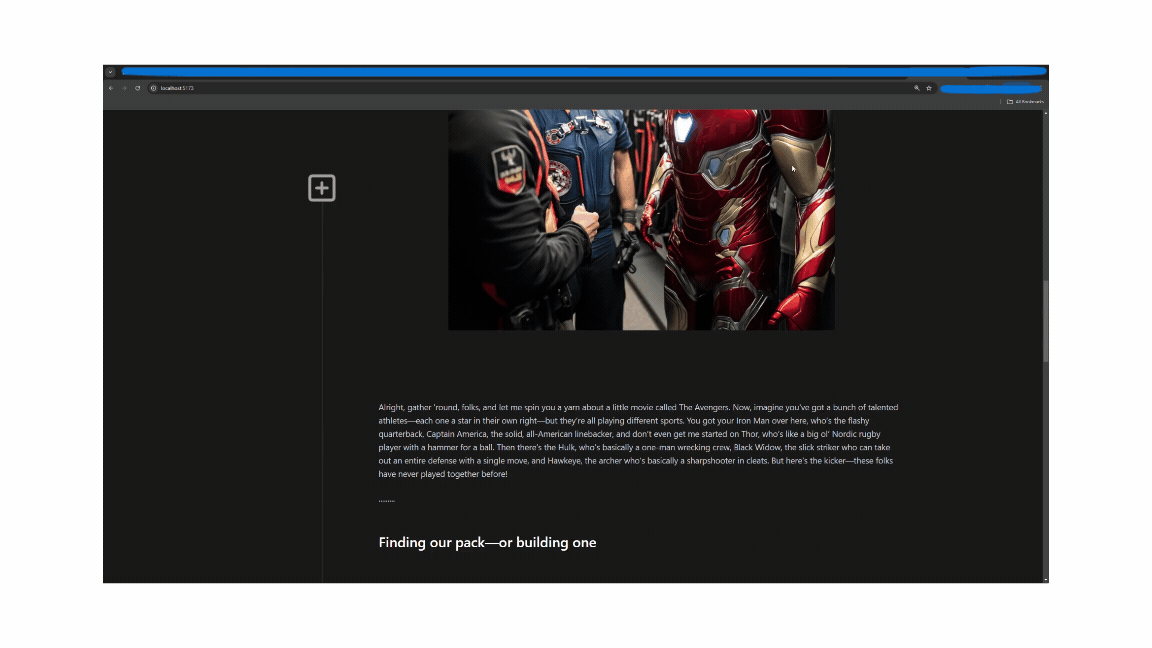 localhost:5173
All Bookmarks
Alright, gather 'round, folks, and let me spin you a yarn about a little movie called The Avengers. Now, imagine you've got a bunch of talented
athletes—each one a star in their own right—but they're all playing different sports. You got your Iron Man over here, who's the flashy
quarterback, Captain America, the solid, all-American linebacker, and don't even get me started on Thor, who's like a big ol' Nordic rugby
player with a hammer for a ball. Then there's the Hulk, who's basically a one-man wrecking crew, Black Widow, the slick striker who can take
out an entire defense with a single move, and Hawkeye, the archer who's basically a sharpshooter in cleats. But here's the kicker—these folks
have never played together before!
.........
Finding our pack—or building one